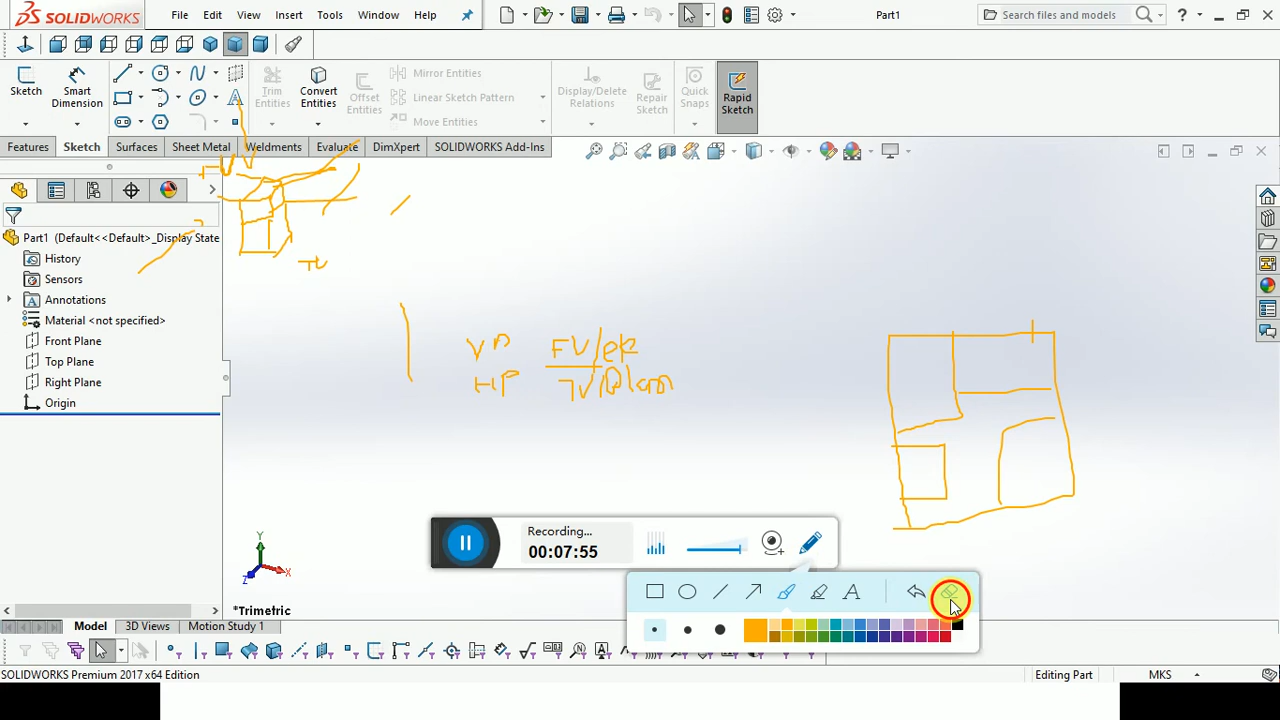 SOLIDWORKS File Edit View Insert Tools Window Help Part1 Search files and models ?
Sketch Smart Dimension Trim Entities Convert Entities Offset Entities Mirror Entities Linear Sketch Pattern Move Entities Display/Delete Relations Repair Sketch Quick Snaps Rapid Sketch
Features Sketch Surfaces Sheet Metal Weldments Evaluate DimXpert SOLIDWORKS Add-Ins
Part1 (Default<<Default>_Display State
History
Sensors
Annotations
Material <not specified>
Front Plane
Top Plane
Right Plane
Origin
TV
VP FV/
HP TV/Plan
Recording...
00:07:55
A
Y
X
Z
*Trimetric
Model 3D Views Motion Study 1
SOLIDWORKS Premium 2017 x64 Edition Editing Part MKS